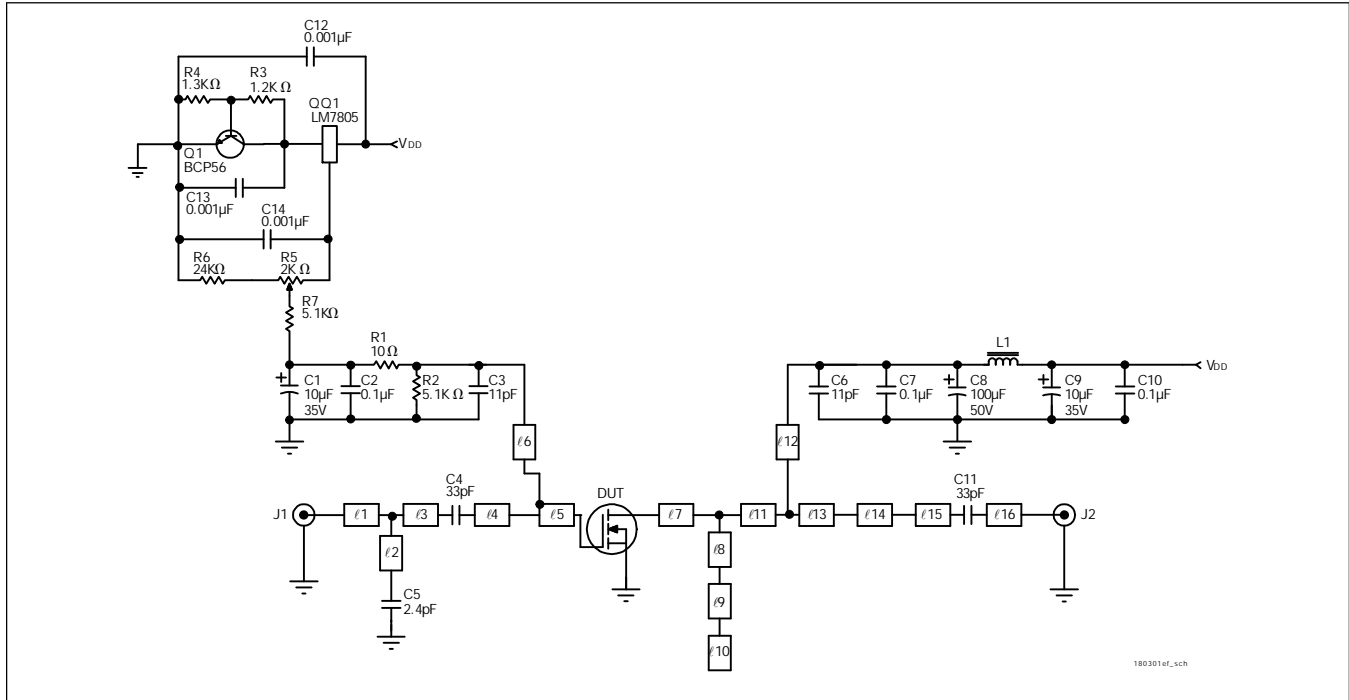 C12
0.001µF
R4
1.3KΩ
R3
1.2K Ω
QQ1
LM7805
VDD
Q1
BCP56
C13
0.001µF
C14
0.001µF
R6
24KΩ
R5
2K Ω
R7
5.1KΩ
R1
10Ω
C1
10µF
35V
C2
0.1µF
R2
5.1K Ω
C3
11pF
L1
VDD
C6
11pF
C7
0.1µF
C8
100µF
50V
C9
10µF
35V
C10
0.1µF
ℓ6
ℓ12
C4
33pF
DUT
C11
33pF
J1
ℓ1
ℓ3
ℓ4
ℓ5
ℓ7
ℓ11
ℓ13
ℓ14
ℓ15
ℓ16
J2
ℓ2
ℓ8
C5
2.4pF
ℓ9
ℓ10
180301ef_sch